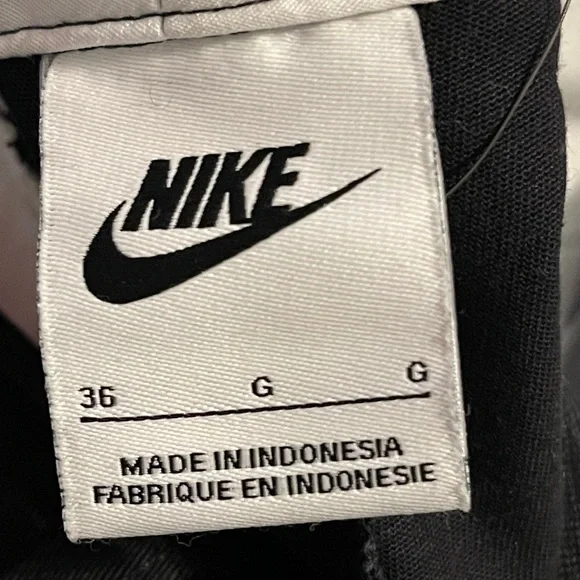 NIKE
36 G G
MADE IN INDONESIA
FABRIQUE EN INDONESIE